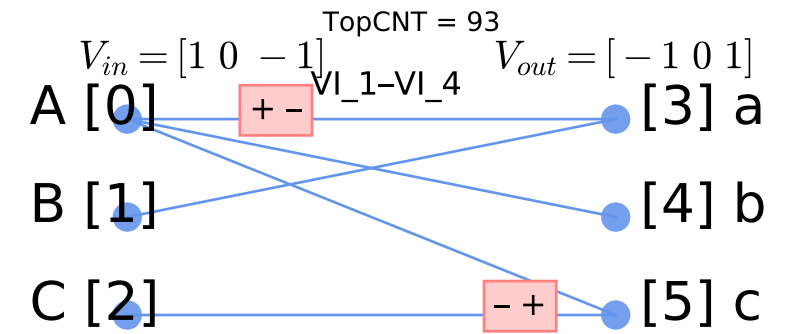 TopCNT = 93
V_in = [1 0 − 1] V_out = [− 1 0 1]
VI_1–VI_4
A [0] + – [3] a
B [1] [4] b
C [2] – + [5] c